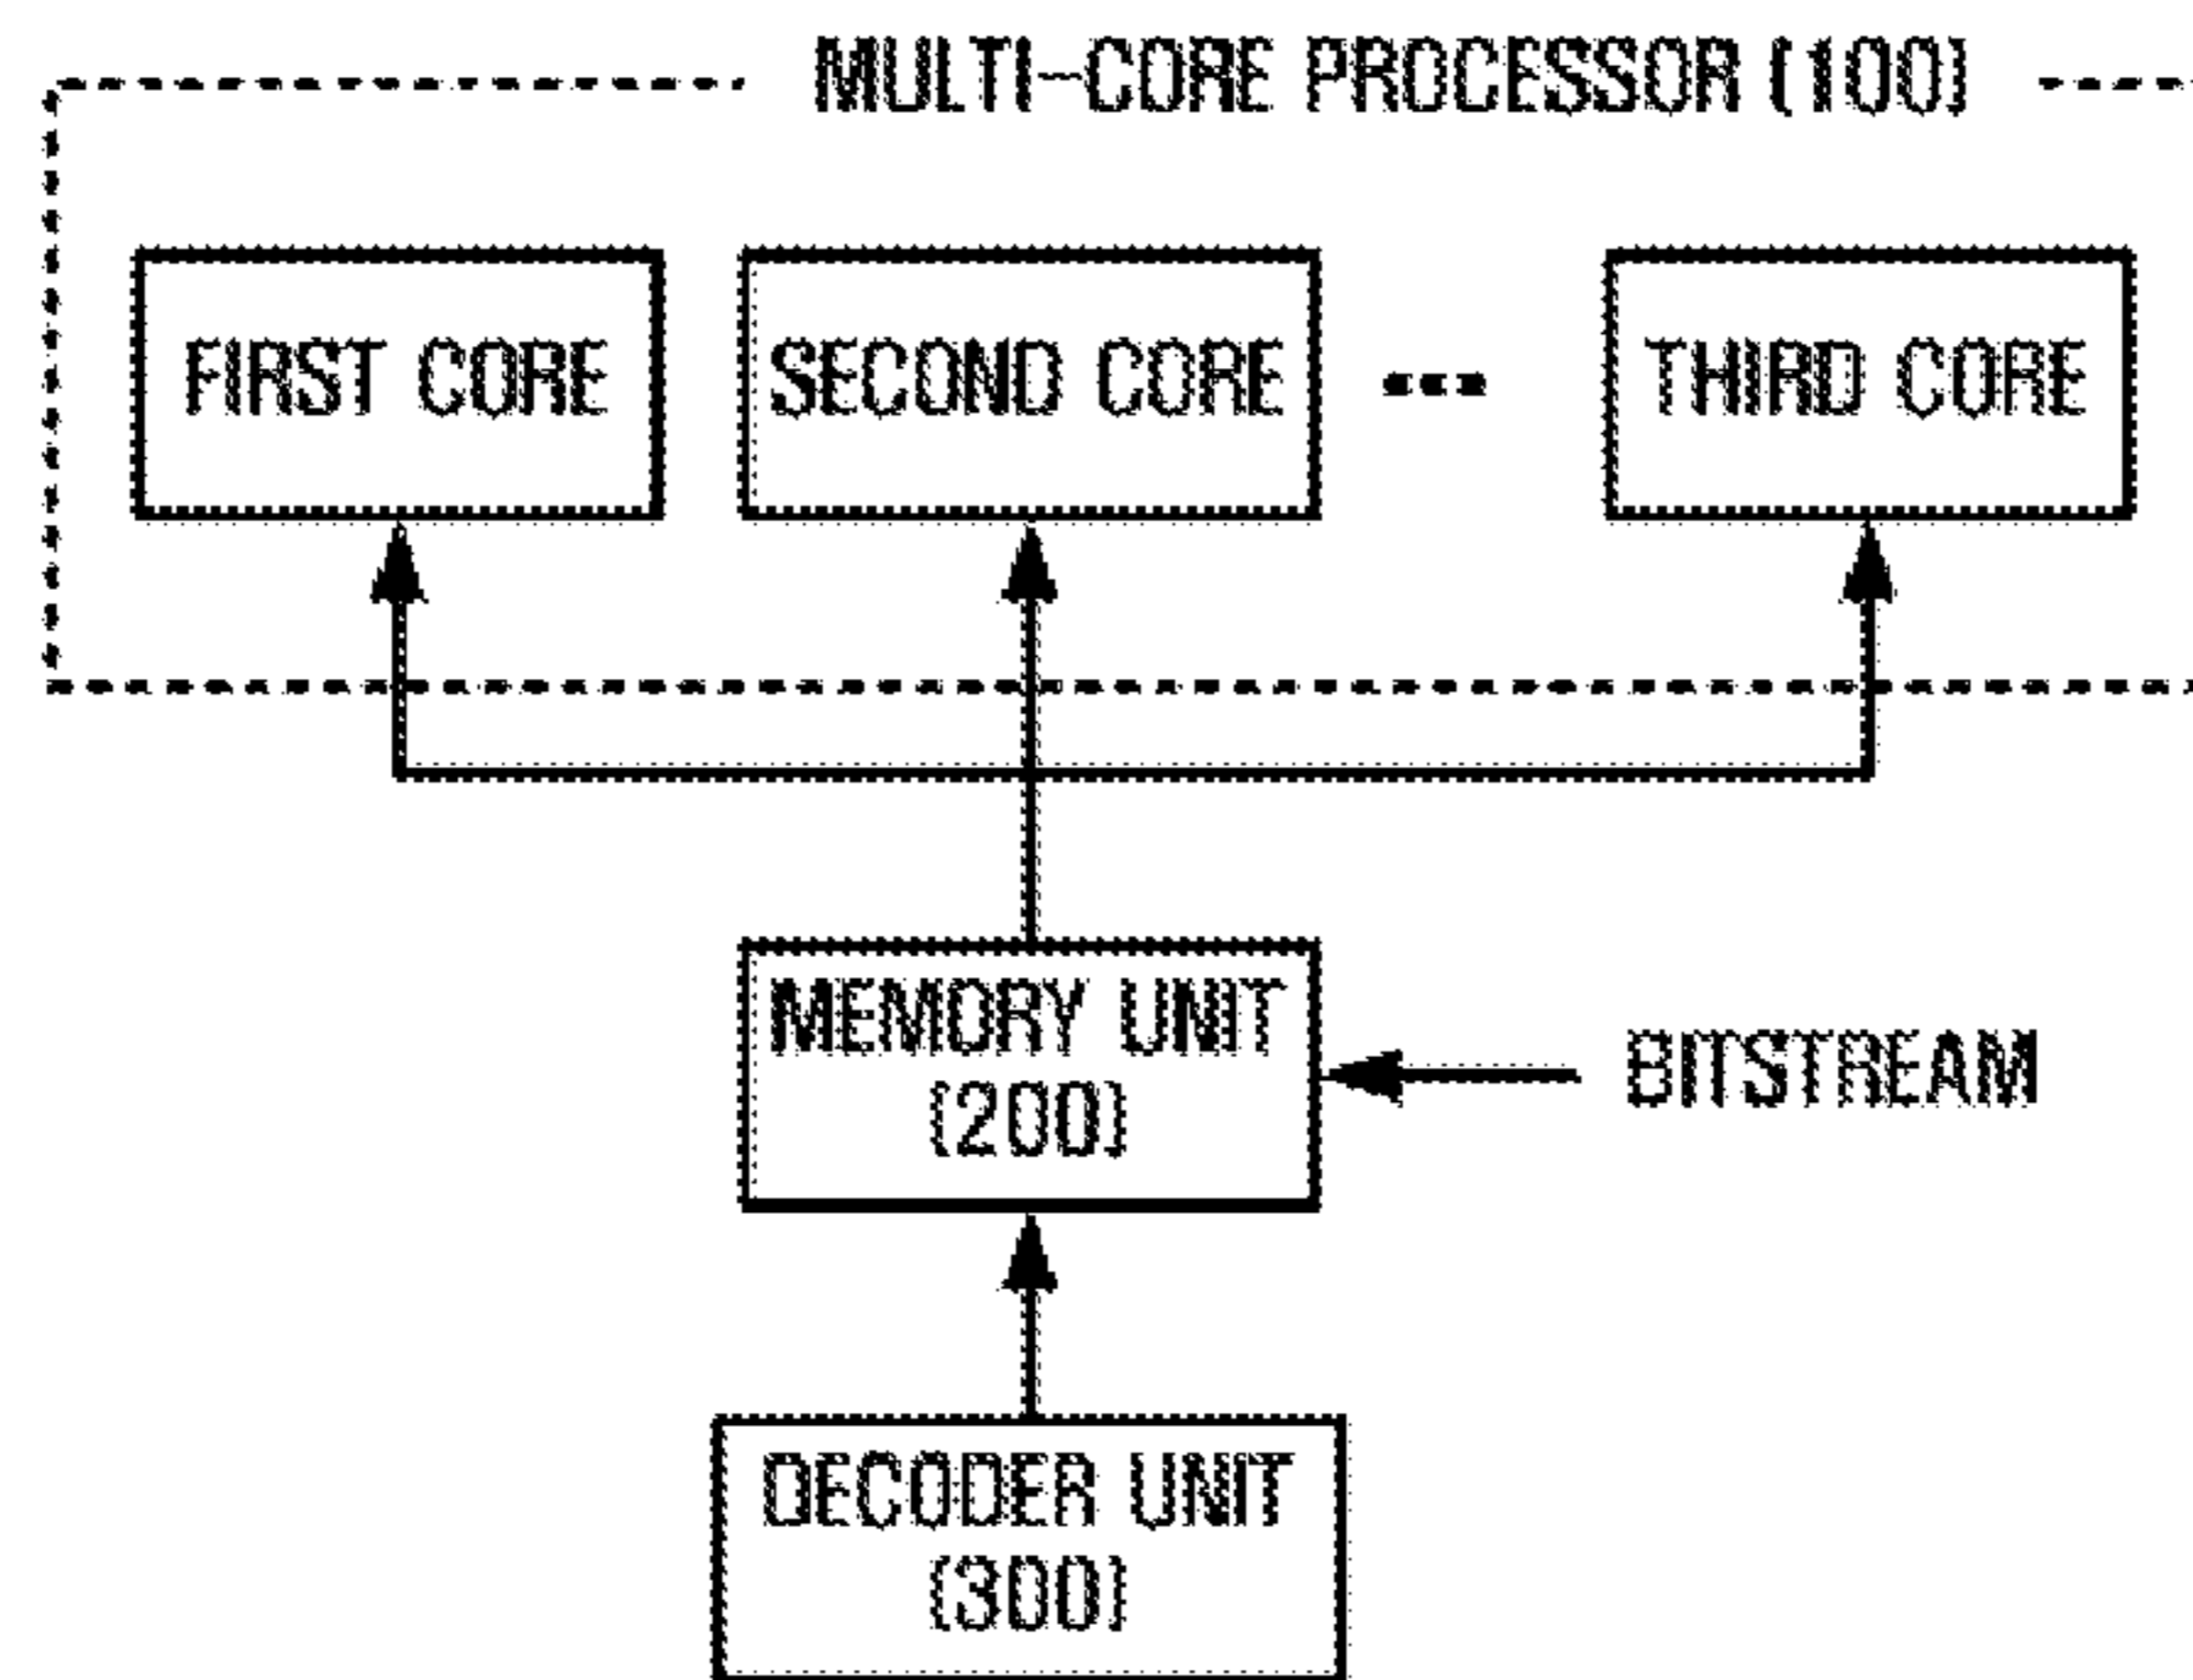 MULTI-CORE PROCESSOR (100)
FIRST CORE
SECOND CORE
THIRD CORE
MEMORY UNIT
(200)
BITSTREAM
DECODER UNIT
(300)